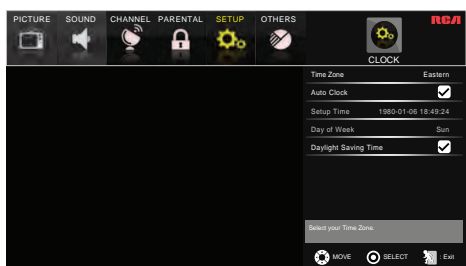 PICTURE SOUND CHANNEL PARENTAL SETUP OTHERS
RCA
CLOCK
Time Zone Eastern
Auto Clock
Setup Time 1980-01-06 18:49:24
Day of Week Sun
Daylight Saving Time
Select your Time Zone.
MOVE SELECT : Exit